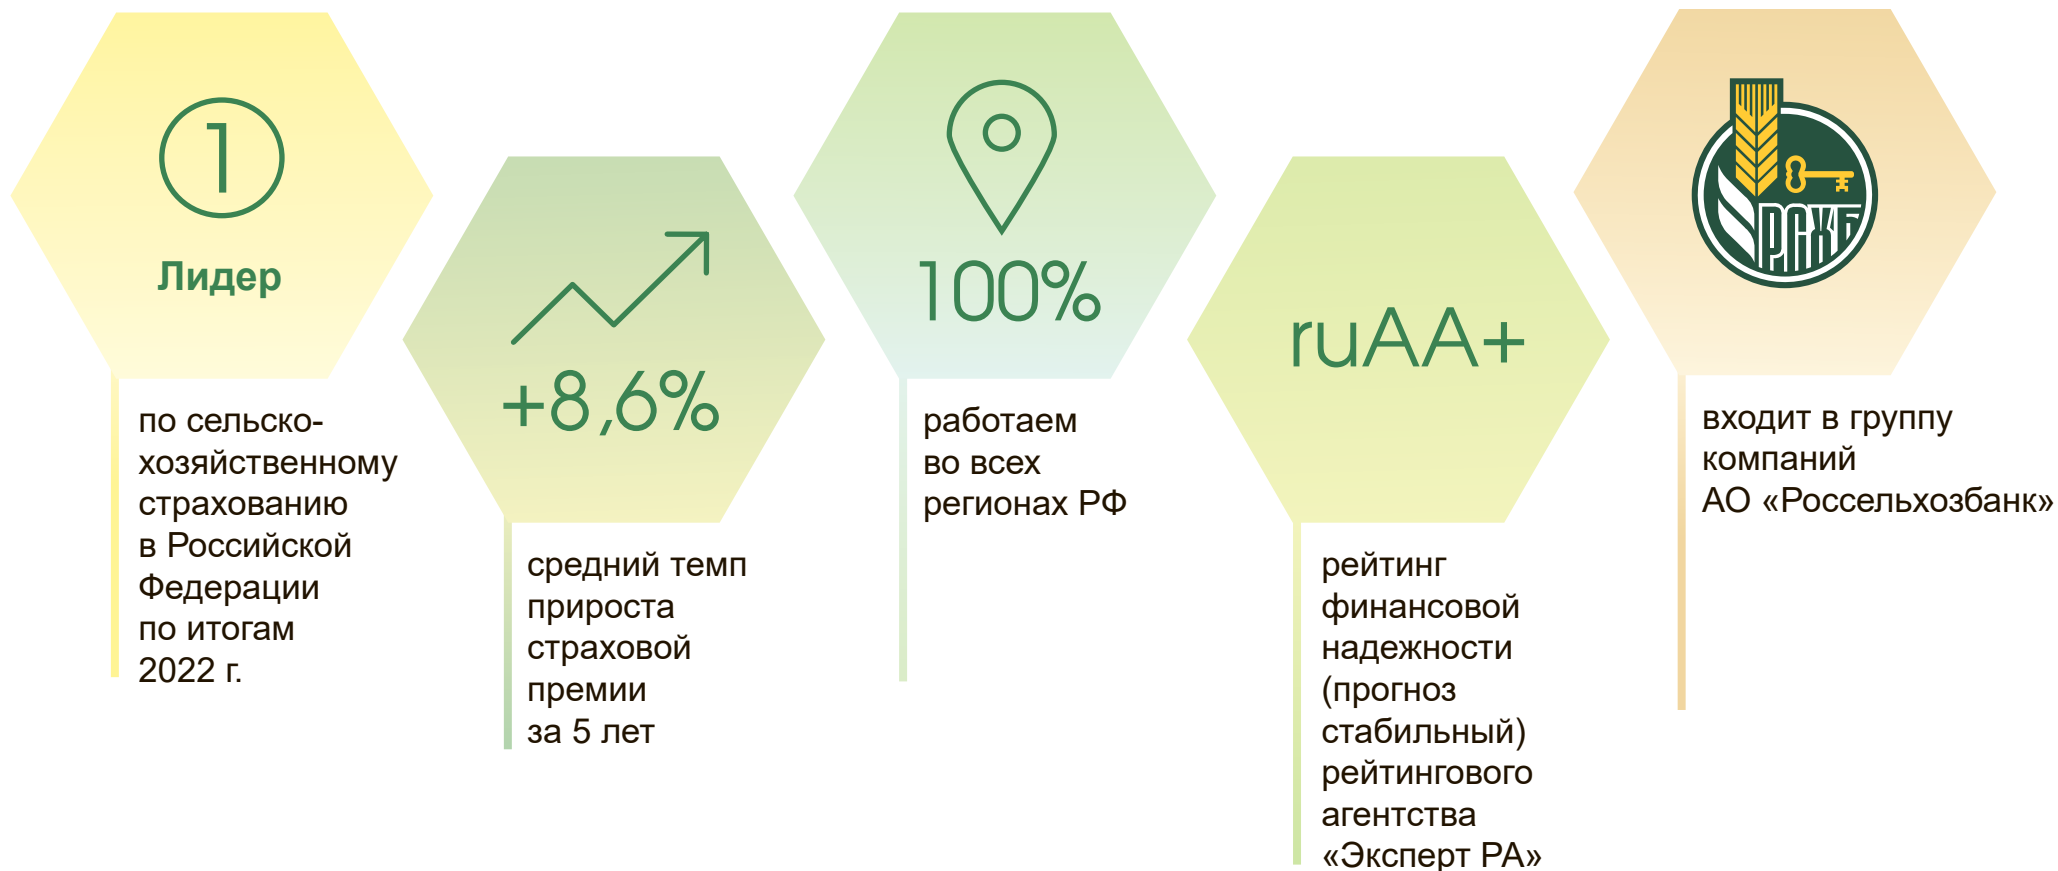 1
Лидер
по сельско-
хозяйственному
страхованию
в Российской
Федерации
по итогам
2022 г.
+8,6%
средний темп
прироста
страховой
премии
за 5 лет
100%
работаем
во всех
регионах РФ
ruAA+
рейтинг
финансовой
надежности
(прогноз
стабильный)
рейтингового
агентства
«Эксперт РА»
РСХБ
входит в группу
компаний
АО «Россельхозбанк»